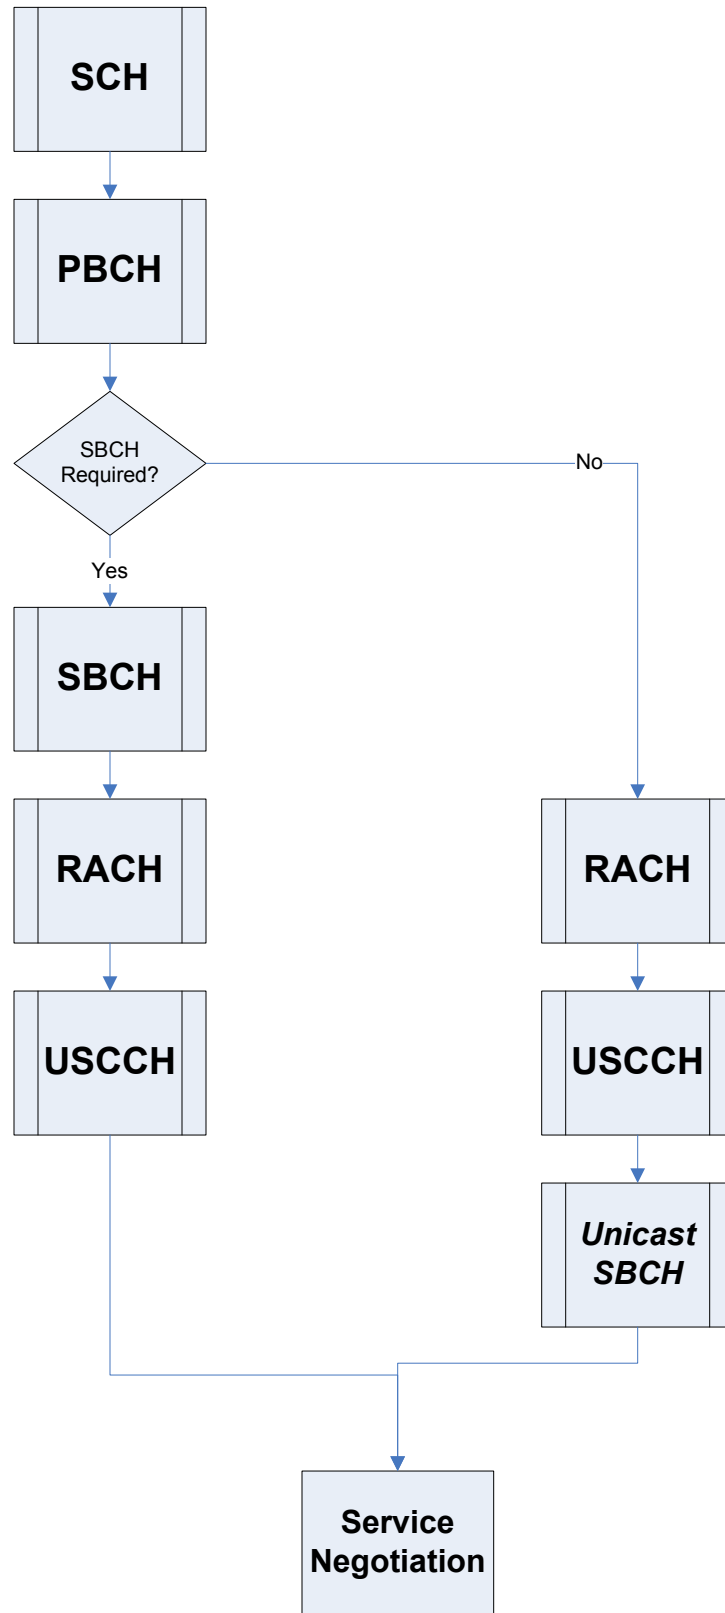 SCH
PBCH
SBCH
Required?
No
Yes
SBCH
RACH
RACH
USCCH
USCCH
Unicast
SBCH
Service
Negotiation